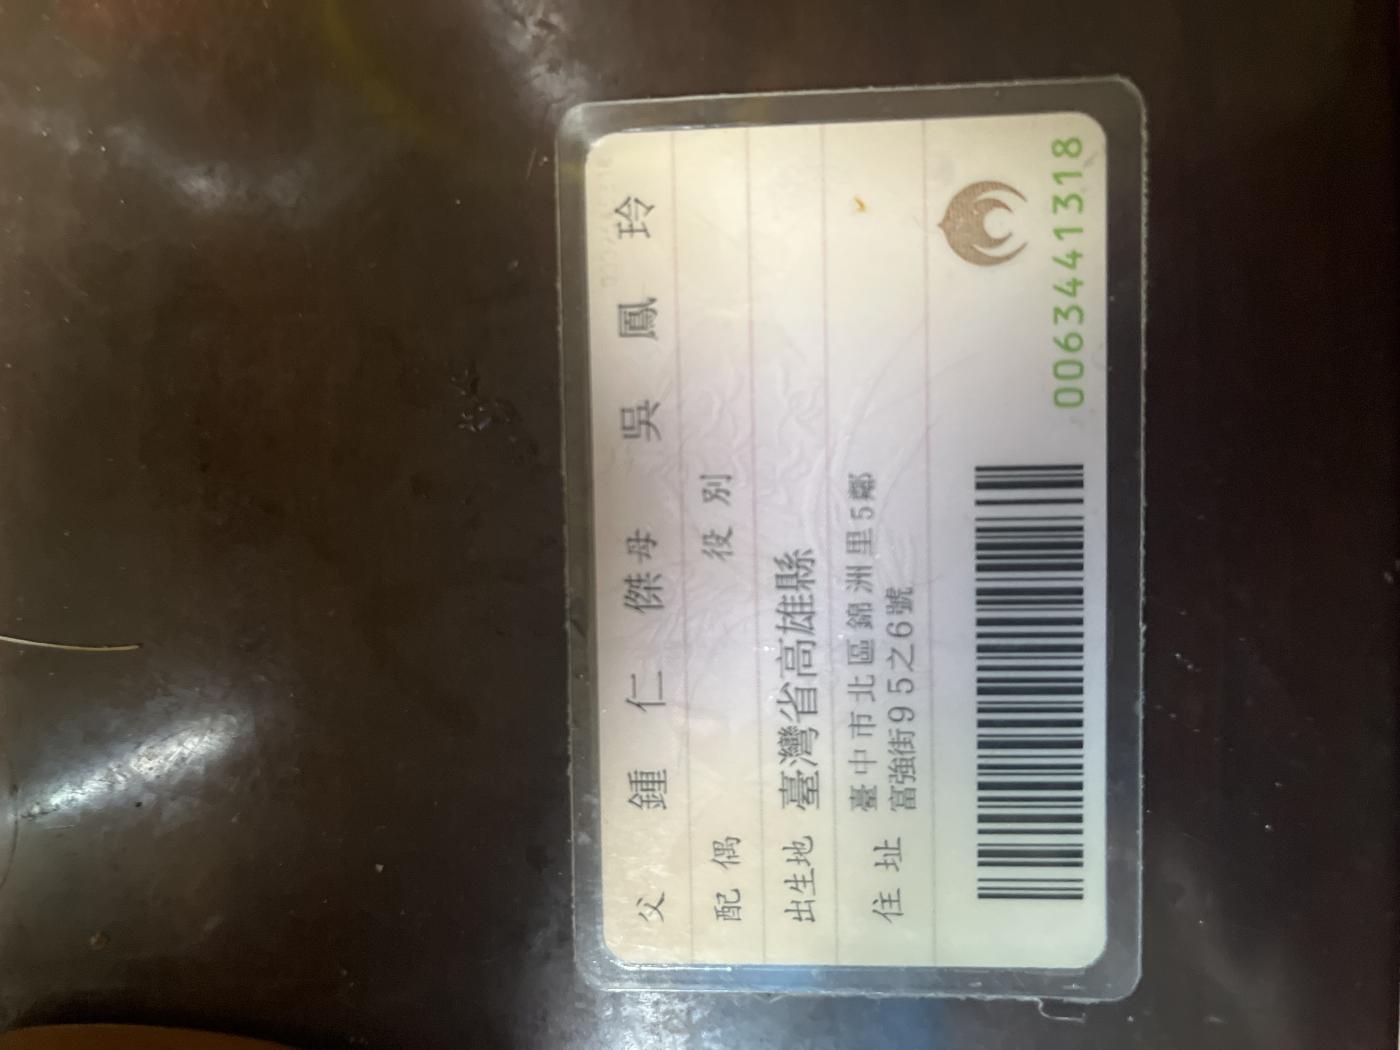 父 鍾仁傑 母 吳鳳玲
配偶 役別
出生地 臺灣省高雄縣
住址 臺中市北區錦洲里5鄰
富強街95之6號
0063441318